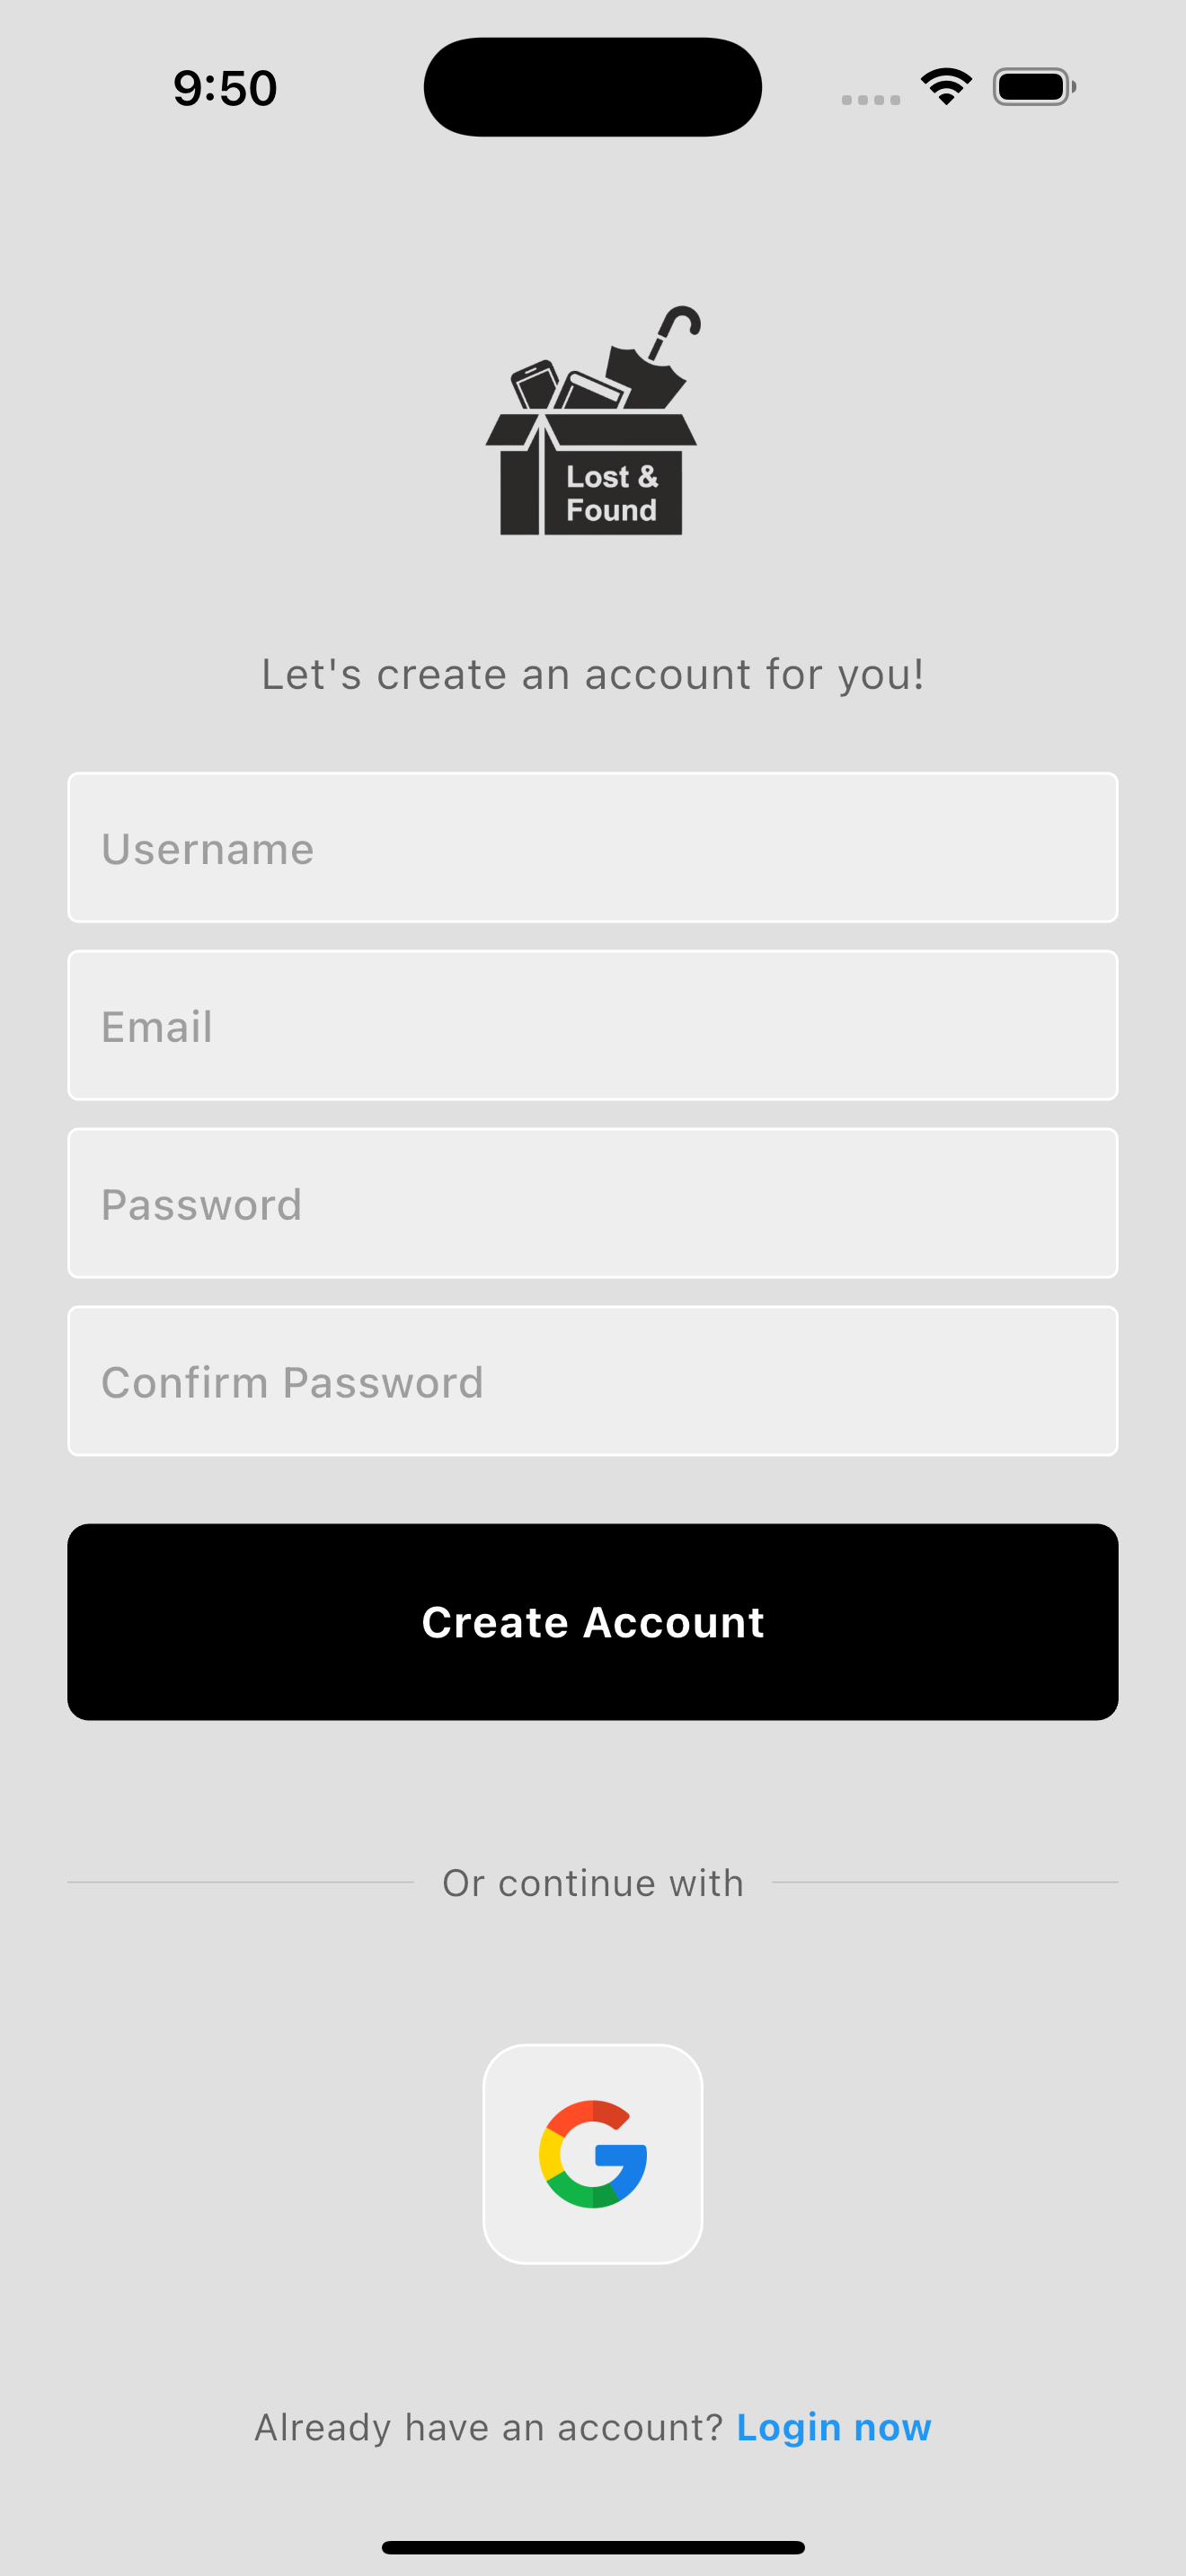 9:50
Lost &
Found
Let's create an account for you!
Username
Email
Password
Confirm Password
Create Account
Or continue with
Already have an account? Login now